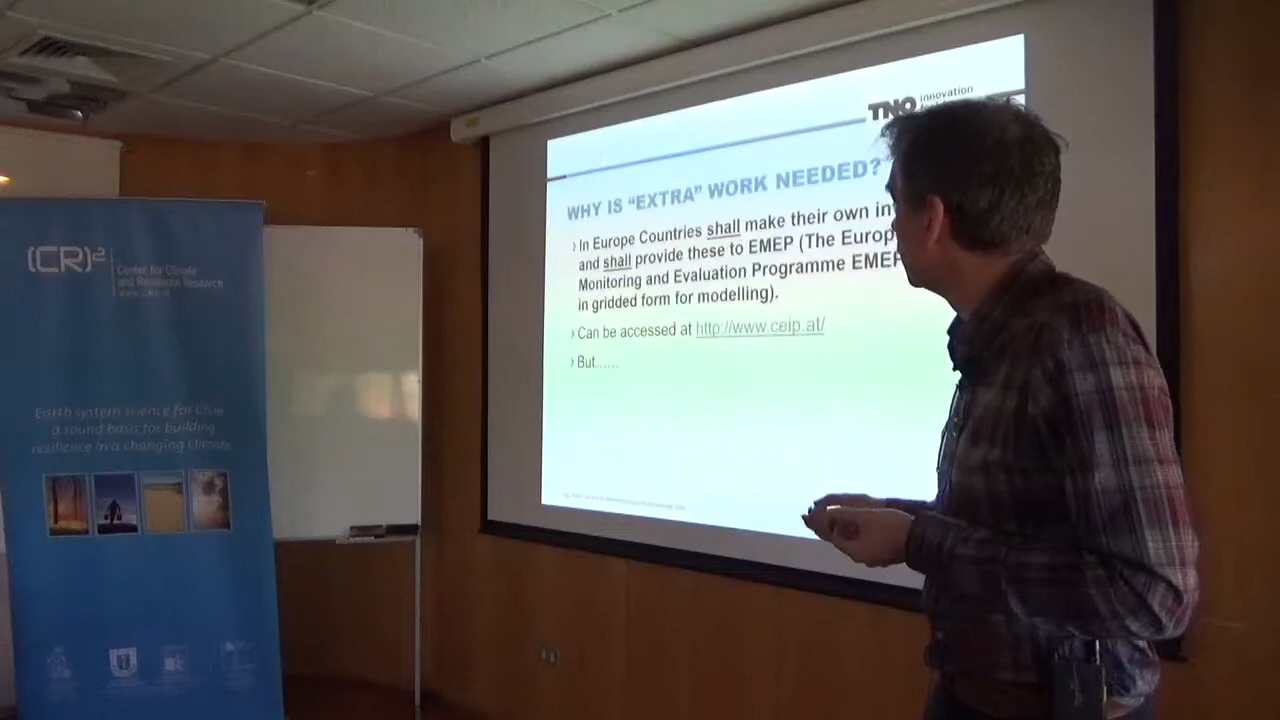 (CR)²
Center for Climate
and Resilience Research
Earth system science for Chile
a sound basis for building
resilience in a changing Climate
TNO innovation
WHY IS “EXTRA” WORK NEEDED?
› In Europe Countries shall make their own in
and shall provide these to EMEP (The Europ
Monitoring and Evaluation Programme EMEP
in gridded form for modelling).
› Can be accessed at http://www.ceip.at/
› But......